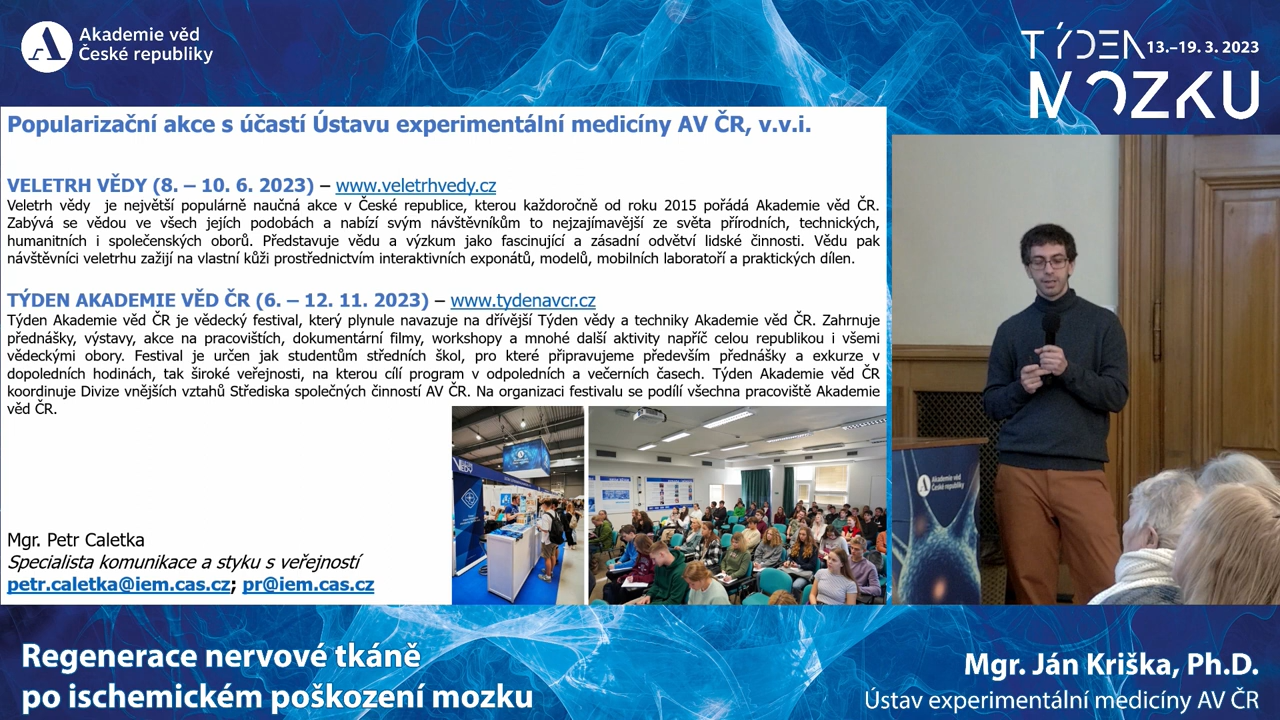 Akademie věd
České republiky
TÝDEN 13.–19. 3. 2023
MOZKU
Popularizační akce s účastí Ústavu experimentální medicíny AV ČR, v.v.i.
VELETRH VĚDY (8. – 10. 6. 2023) – www.veletrhvedy.cz
Veletrh vědy je největší populárně naučná akce v České republice, kterou každoročně od roku 2015 pořádá Akademie věd ČR.
Zabývá se vědou ve všech jejích podobách a nabízí svým návštěvníkům to nejzajímavější ze světa přírodních, technických,
humanitních i společenských oborů. Představuje vědu a výzkum jako fascinující a zásadní odvětví lidské činnosti. Vědu pak
návštěvníci veletrhu zažijí na vlastní kůži prostřednictvím interaktivních exponátů, modelů, mobilních laboratoří a praktických dílen.
TÝDEN AKADEMIE VĚD ČR (6. – 12. 11. 2023) – www.tydenavcr.cz
Týden Akademie věd ČR je vědecký festival, který plynule navazuje na dřívější Týden vědy a techniky Akademie věd ČR. Zahrnuje
přednášky, výstavy, akce na pracovištích, dokumentární filmy, workshopy a mnohé další aktivity napříč celou republikou i všemi
vědeckými obory. Festival je určen jak studentům středních škol, pro které připravujeme především přednášky a exkurze v
dopoledních hodinách, tak široké veřejnosti, na kterou cílí program v odpoledních a večerních časech. Týden Akademie věd ČR
koordinuje Divize vnějších vztahů Střediska společných činností AV ČR. Na organizaci festivalu se podílí všechna pracoviště Akademie
věd ČR.
Mgr. Petr Caletka
Specialista komunikace a styku s veřejností
petr.caletka@iem.cas.cz; pr@iem.cas.cz
Akademie věd
České republiky
Regenerace nervové tkáně
po ischemickém poškození mozku
Mgr. Ján Kriška, Ph.D.
Ústav experimentální medicíny AV ČR